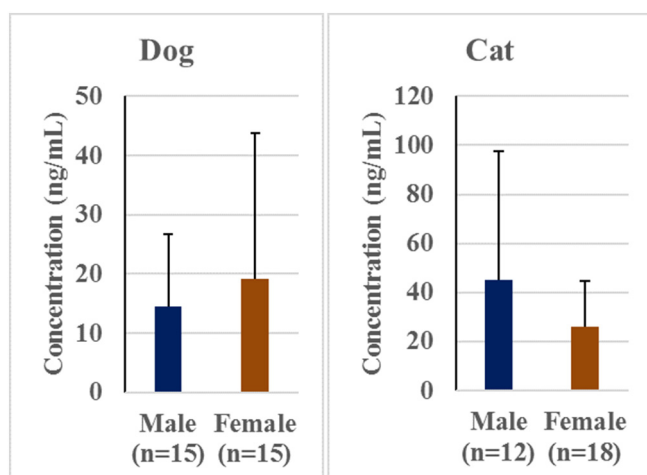 Dog
Concentration (ng/mL)
50
40
30
20
10
0
Male Female
(n=15) (n=15)
Cat
Concentration (ng/mL)
120
100
80
60
40
20
0
Male Female
(n=12) (n=18)